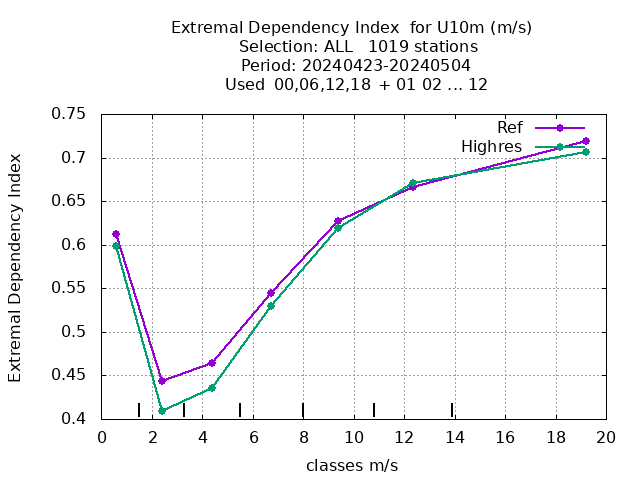 Extremal Dependency Index  for U10m (m/s)
Selection: ALL   1019 stations
Period: 20240423-20240504
Used  00,06,12,18 + 01 02 ... 12
Ref
Highres
Extremal Dependency Index
0.75
0.7
0.65
0.6
0.55
0.5
0.45
0.4
0 2 4 6 8 10 12 14 16 18 20
classes m/s